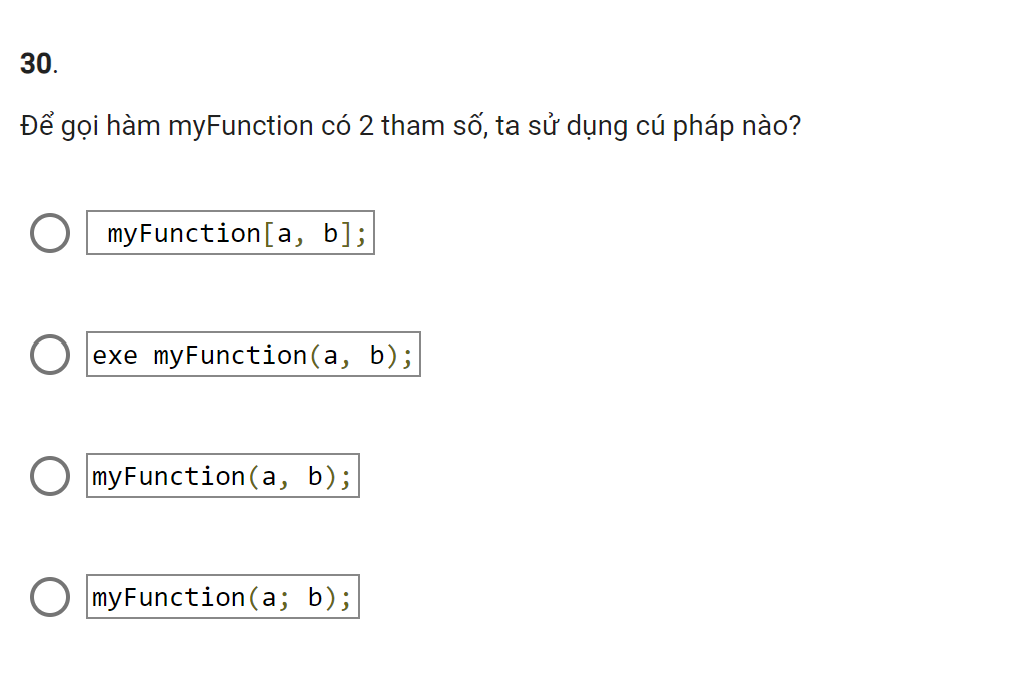 30.
Để gọi hàm myFunction có 2 tham số, ta sử dụng cú pháp nào?
myFunction[a, b];
exe myFunction(a, b);
myFunction(a, b);
myFunction(a; b);